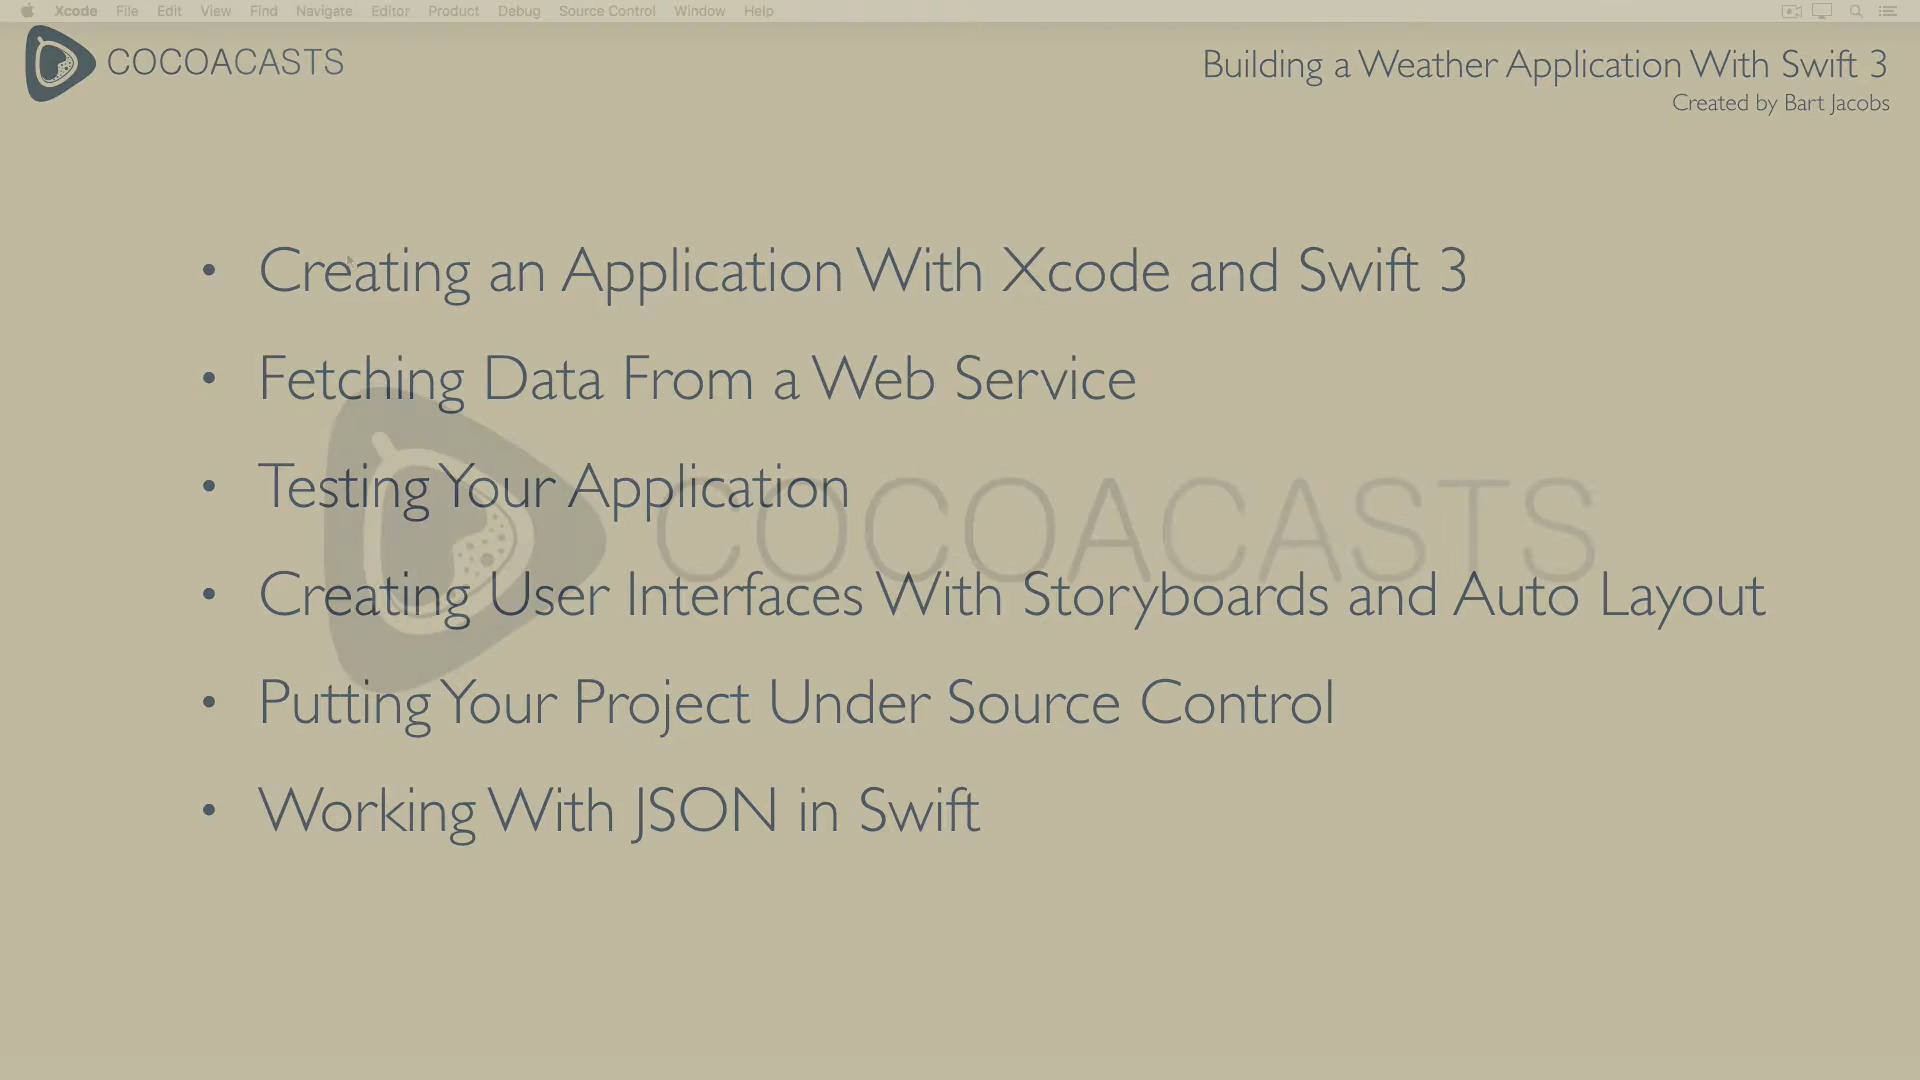 Xcode File Edit View Find Navigate Editor Product Debug Source Control Window Help
COCOACASTS
Building a Weather Application With Swift 3
Created by Bart Jacobs
• Creating an Application With Xcode and Swift 3
• Fetching Data From a Web Service
• Testing Your Application
COCOACASTS
• Creating User Interfaces With Storyboards and Auto Layout
• Putting Your Project Under Source Control
• Working With JSON in Swift